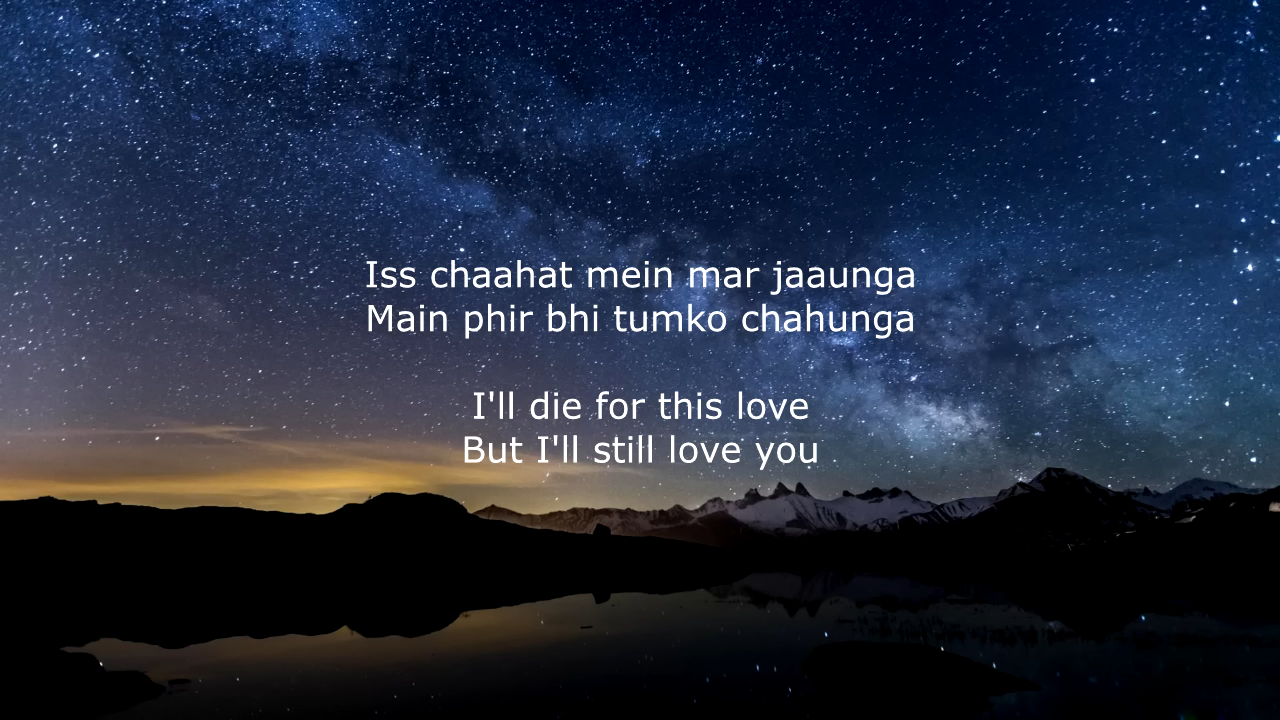 Iss chaahat mein mar jaaunga
Main phir bhi tumko chahunga
I'll die for this love
But I'll still love you